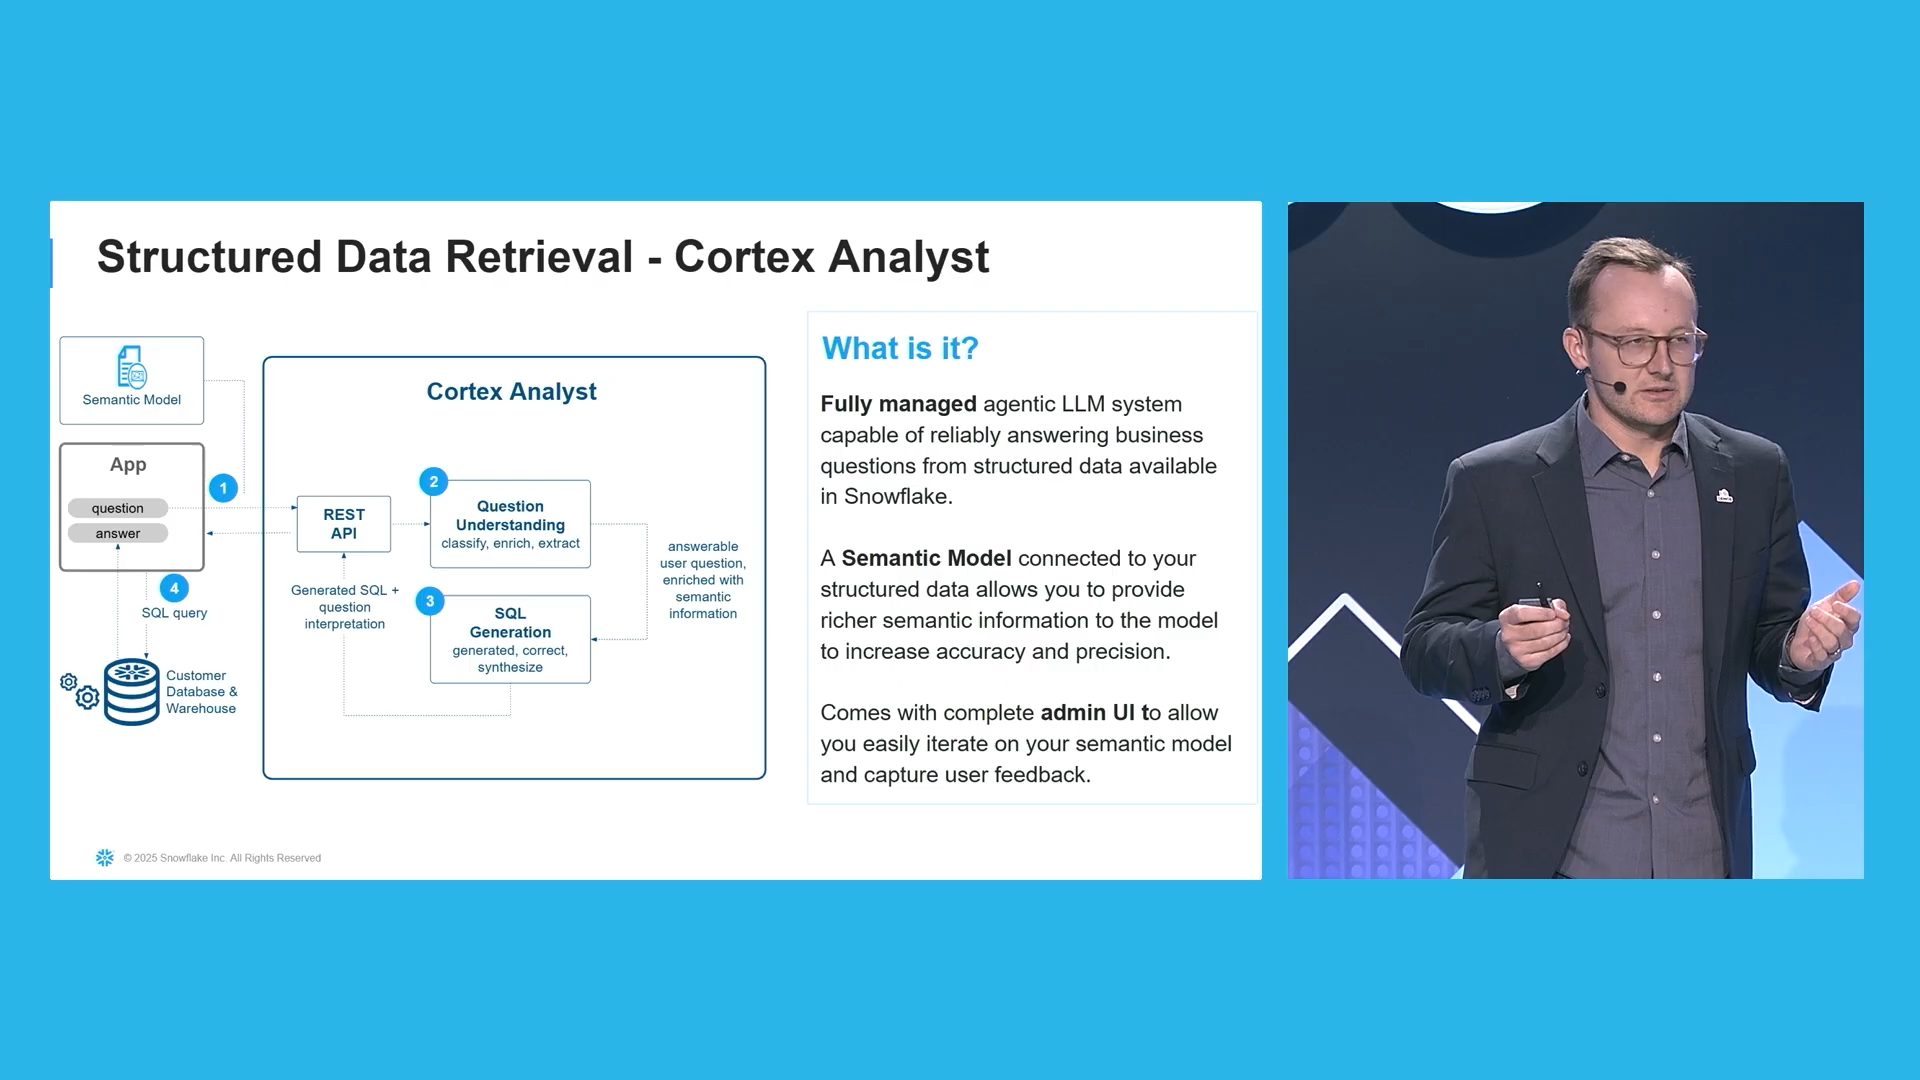 Structured Data Retrieval - Cortex Analyst
Semantic Model
App
question
answer
1
4
SQL query
Customer
Database &
Warehouse
Cortex Analyst
REST
API
2
Question
Understanding
classify, enrich, extract
answerable
user question,
enriched with
semantic
information
3
SQL
Generation
generated, correct,
synthesize
Generated SQL +
question
interpretation
What is it?
Fully managed agentic LLM system
capable of reliably answering business
questions from structured data available
in Snowflake.
A Semantic Model connected to your
structured data allows you to provide
richer semantic information to the model
to increase accuracy and precision.
Comes with complete admin UI to allow
you easily iterate on your semantic model
and capture user feedback.
© 2025 Snowflake Inc. All Rights Reserved